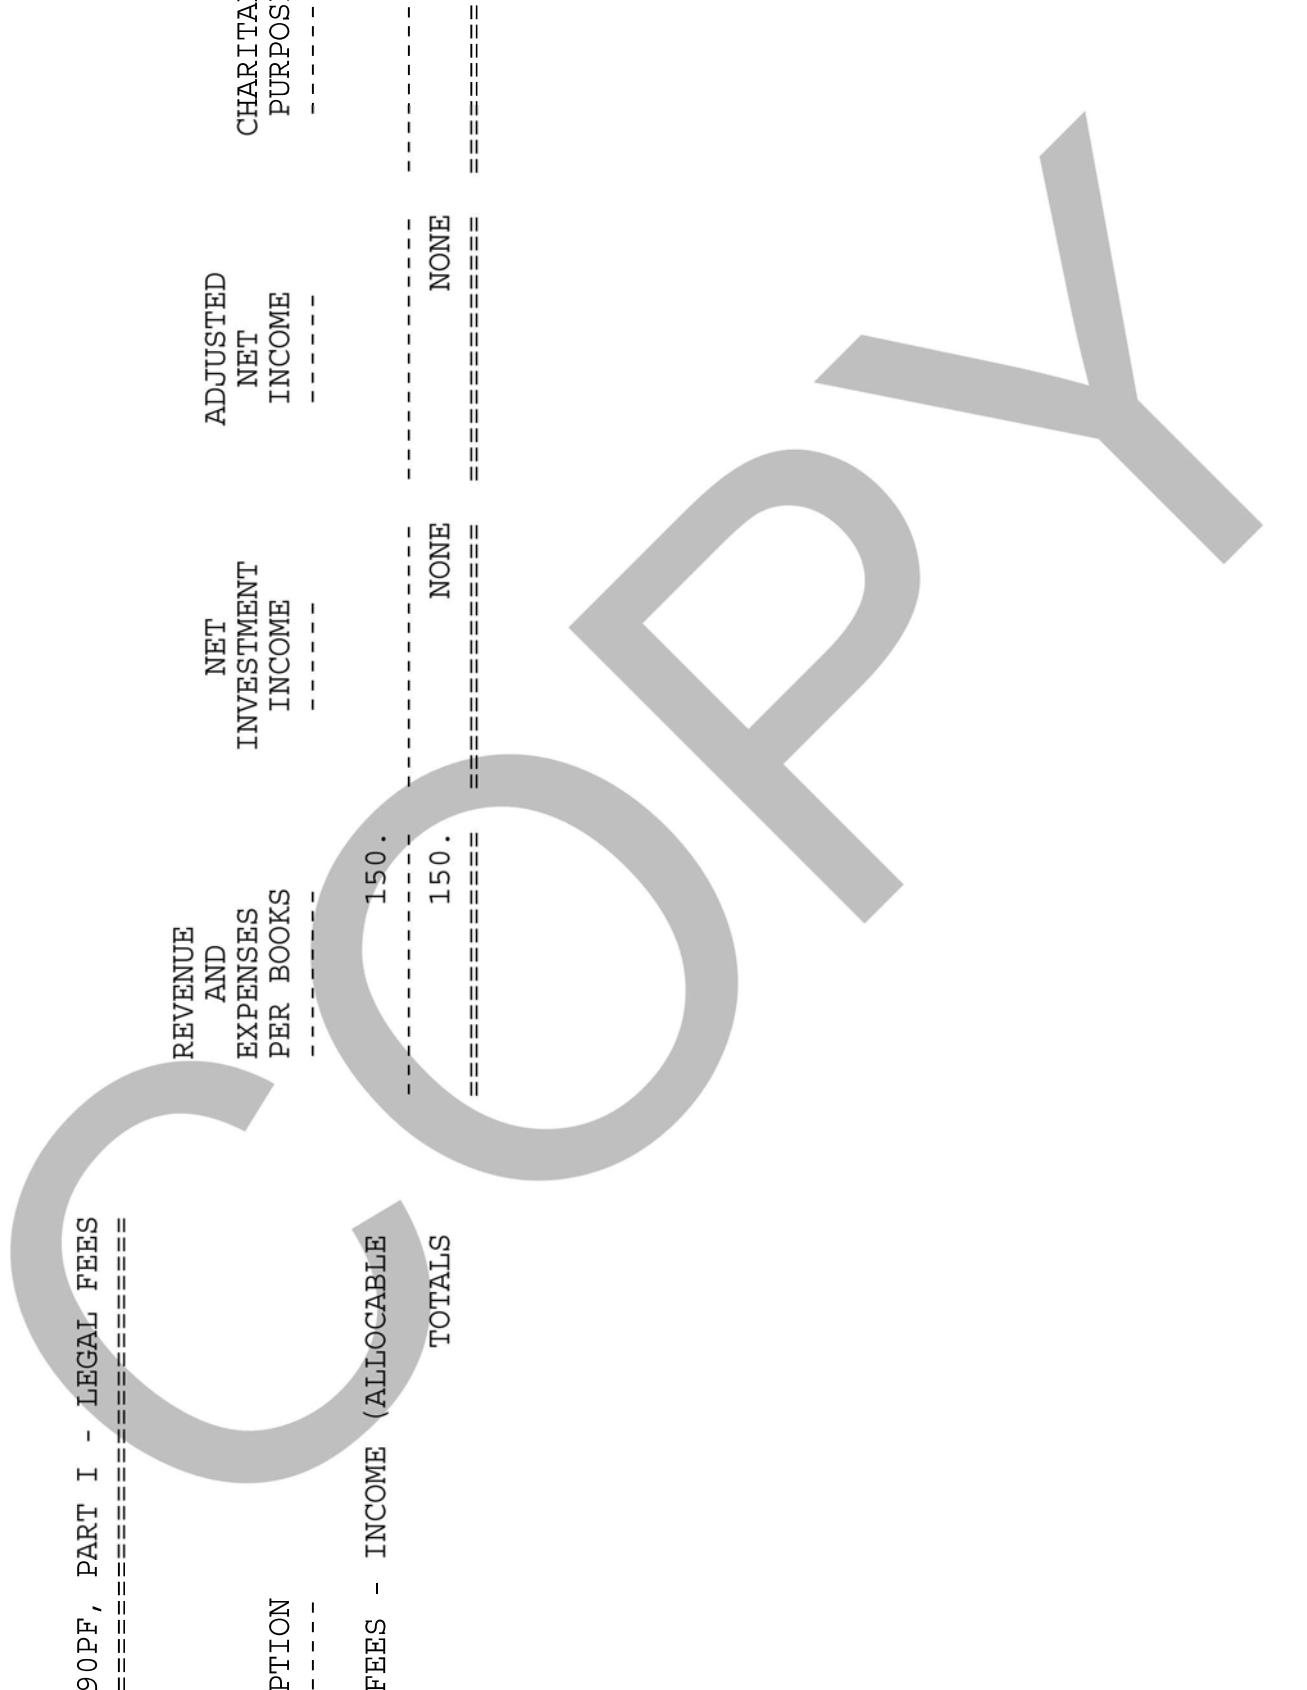 90PF, PART I - LEGAL FEES
==============================
REVENUE
AND ADJUSTED
NET
EXPENSES INVESTMENT NET CHARITA
PTION PER BOOKS INCOME INCOME PURPOS
----- --------- ------ ------ ------
FEES - INCOME (ALLOCABLE 150.
-------------- -------------- -------------- ---------
TOTALS 150. NONE NONE
============== ============== ============== =========
COPY